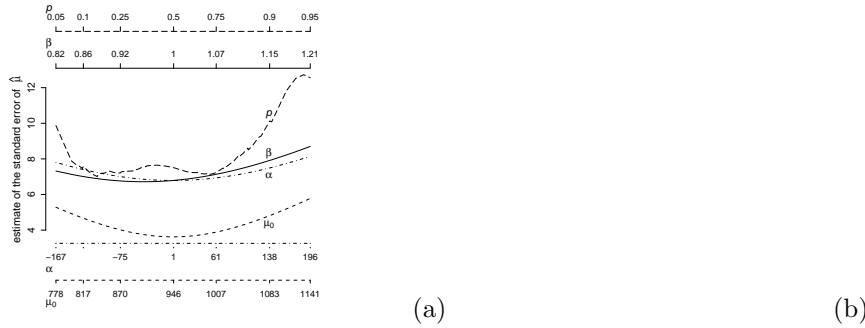 p
0.05 0.1 0.25 0.5 0.75 0.9 0.95
β
0.82 0.86 0.92 1 1.07 1.15 1.21
estimate of the standard error of μ̂
12
10
8
6
4
p
β
α
μ₀
−167 −75 1 61 138 196
α
778 817 870 946 1007 1083 1141
μ₀
(a) (b)